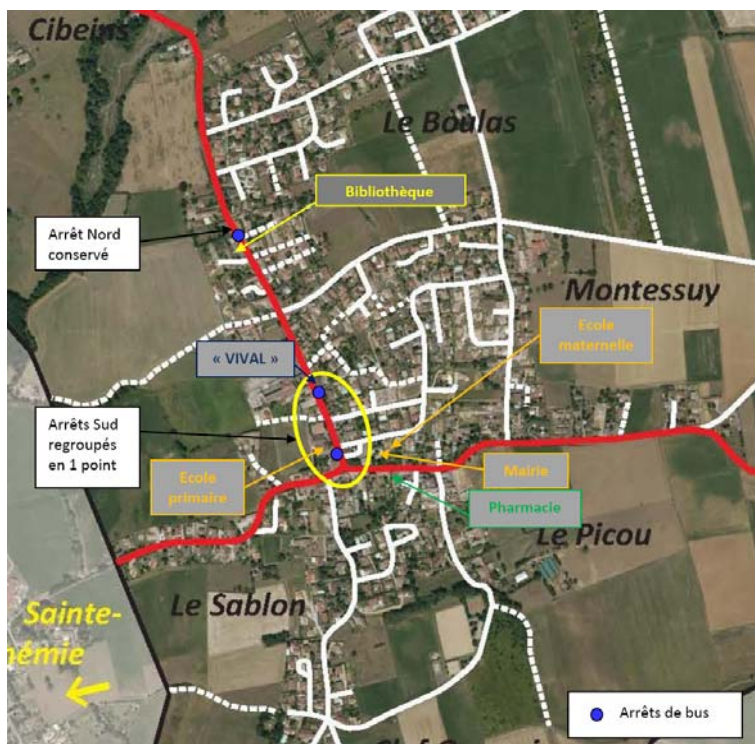 Cibeins
Le Boulas
Bibliothèque
Arrêt Nord
conservé
Montessuy
Ecole
maternelle
« VIVAL »
Arrêts Sud
regroupés
en 1 point
Ecole
primaire
Mairie
Pharmacie
Le Picou
Le Sablon
Sainte-
Arrêts de bus